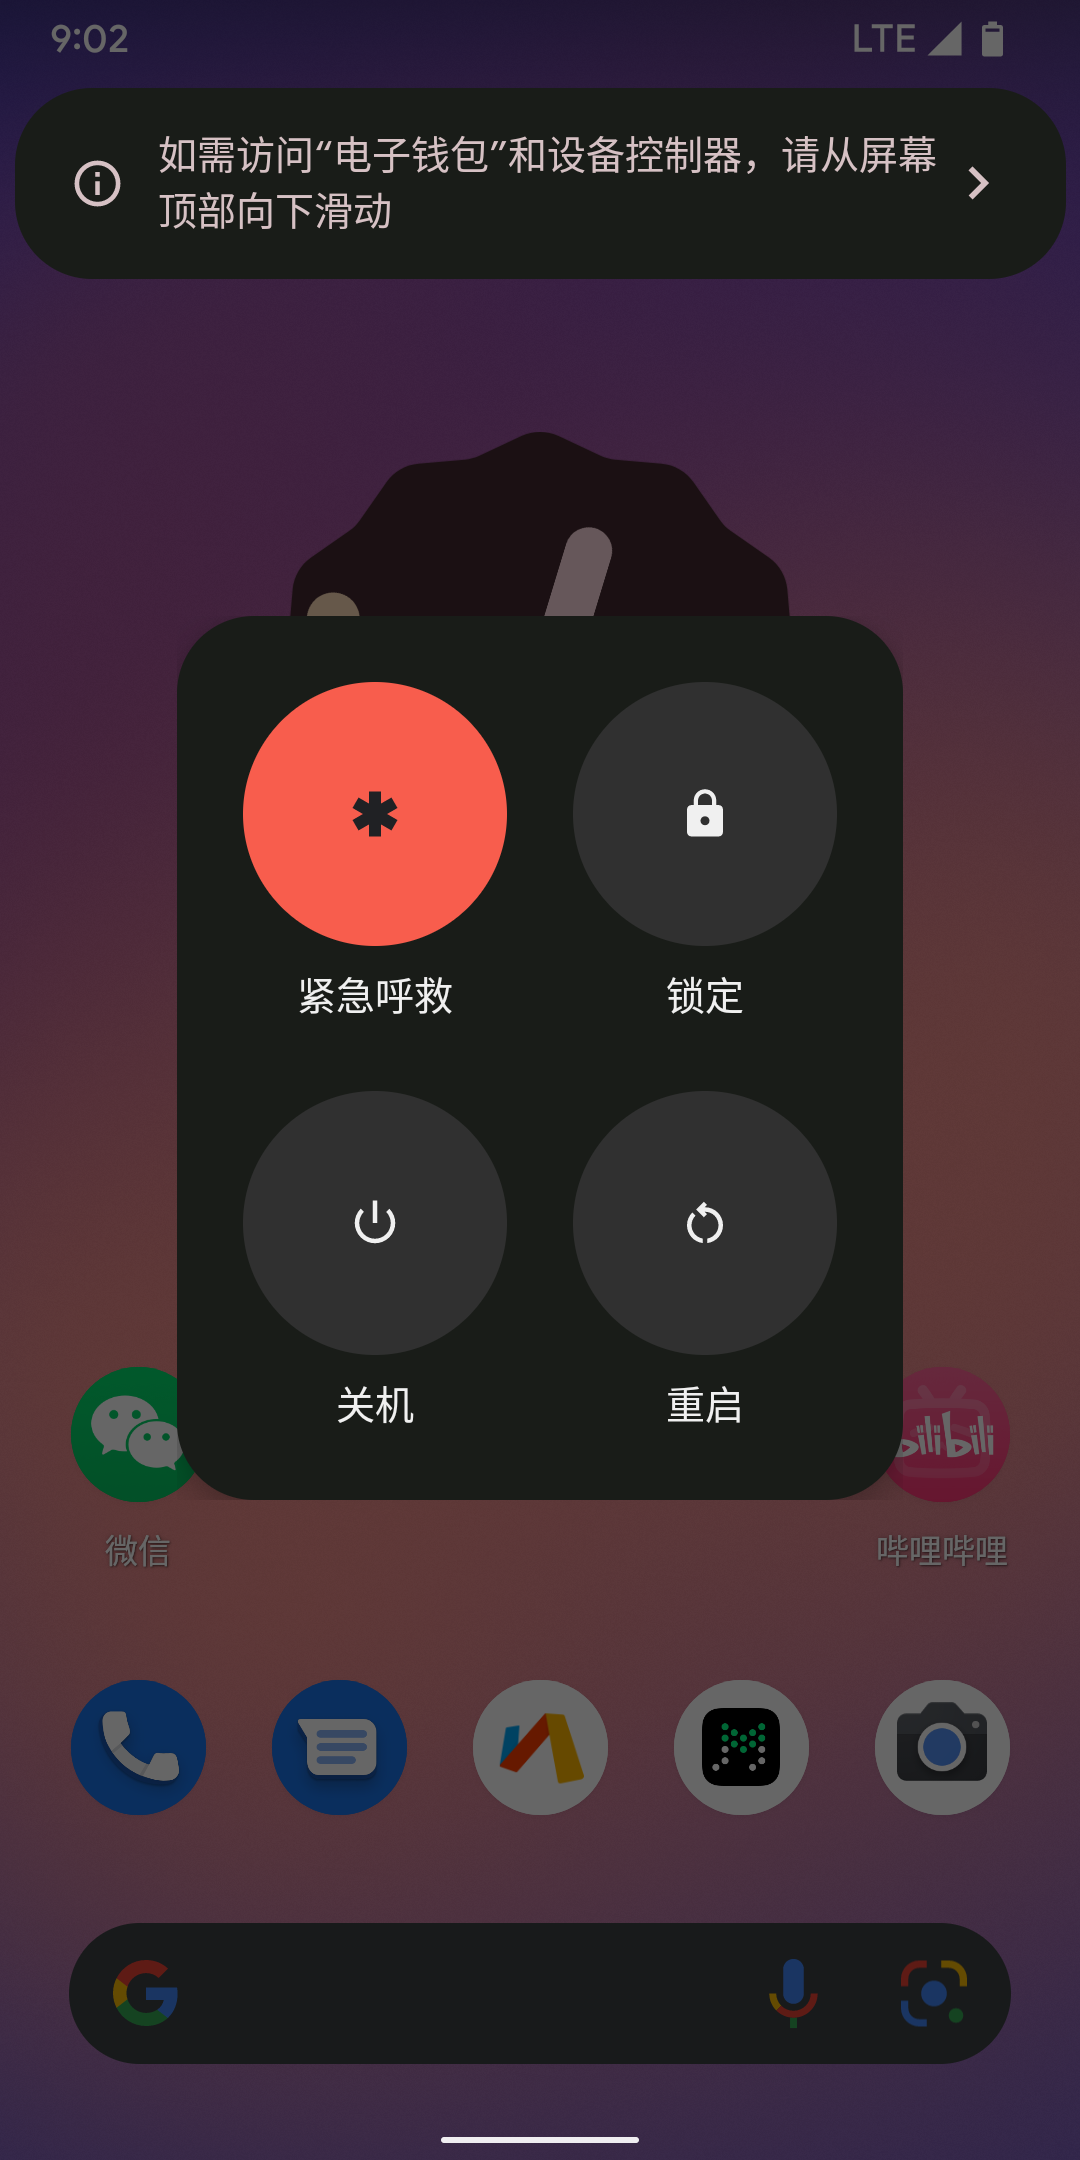 9:02
LTE
如需访问“电子钱包”和设备控制器，请从屏幕
顶部向下滑动
紧急呼救
锁定
关机
重启
bilibili
微信
哔哩哔哩